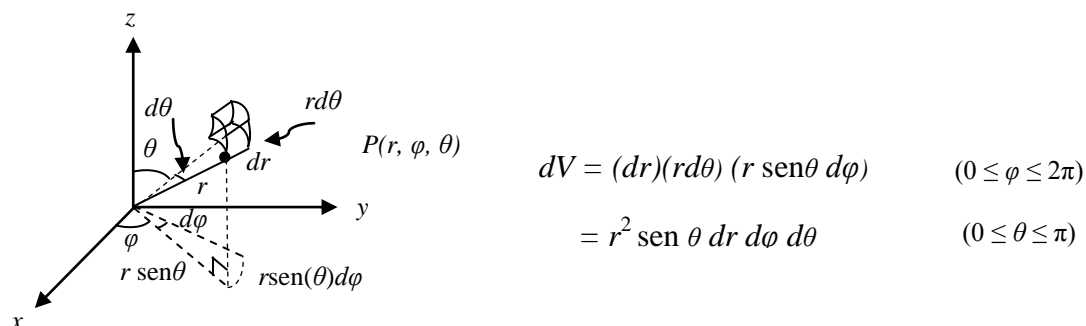 z
dθ
rdθ
θ
dr
P(r, φ, θ)
r
y
dφ
φ
r senθ
rsen(θ)dφ
x
dV = (dr)(rdθ) (r senθ dφ)
(0 ≤ φ ≤ 2π)
= r² sen θ dr dφ dθ
(0 ≤ θ ≤ π)